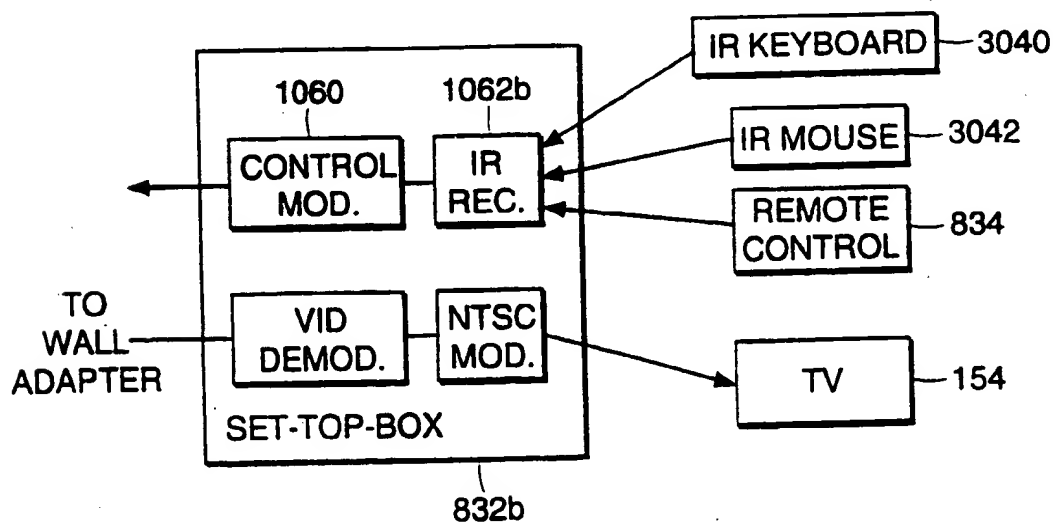 IR KEYBOARD
3040
1060
1062b
IR MOUSE
3042
CONTROL
MOD.
IR
REC.
REMOTE
CONTROL
834
TO
WALL
ADAPTER
VID
DEMOD.
NTSC
MOD.
TV
154
SET-TOP-BOX
832b